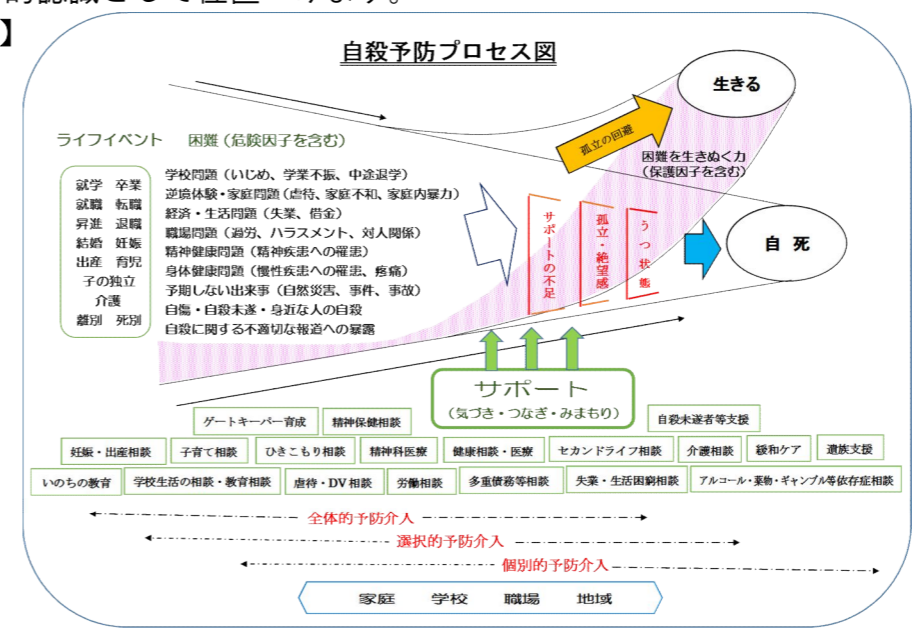 】
自殺予防プロセス図
生きる
孤立の回避
ライフイベント 困難（危険因子を含む）
困難を生きぬく力
（保護因子を含む）
就学 卒業
就職 転職
昇進 退職
結婚 妊娠
出産 育児
子の独立
介護
離別 死別
学校問題（いじめ、学業不振、中途退学）
逆境体験・家庭問題（虐待、家庭不和、家庭内暴力）
経済・生活問題（失業、借金）
職場問題（過労、ハラスメント、対人関係）
精神健康問題（精神疾患への罹患）
身体健康問題（慢性疾患への罹患、疼痛）
予期しない出来事（自然災害、事件、事故）
自傷・自殺未遂・身近な人の自殺
自殺に関する不適切な報道への暴露
サポートの不足
孤立・絶望感
うつ状態
自死
サポート
（気づき・つなぎ・みまもり）
ゲートキーパー育成 精神保健相談 自殺未遂者等支援
妊娠・出産相談 子育て相談 ひきこもり相談 精神科医療 健康相談・医療 セカンドライフ相談 介護相談 緩和ケア 遺族支援
いのちの教育 学校生活の相談・教育相談 虐待・DV相談 労働相談 多重債務等相談 失業・生活困窮相談 アルコール・薬物・ギャンブル等依存症相談
全体的予防介入
選択的予防介入
個別的予防介入
家庭 学校 職場 地域